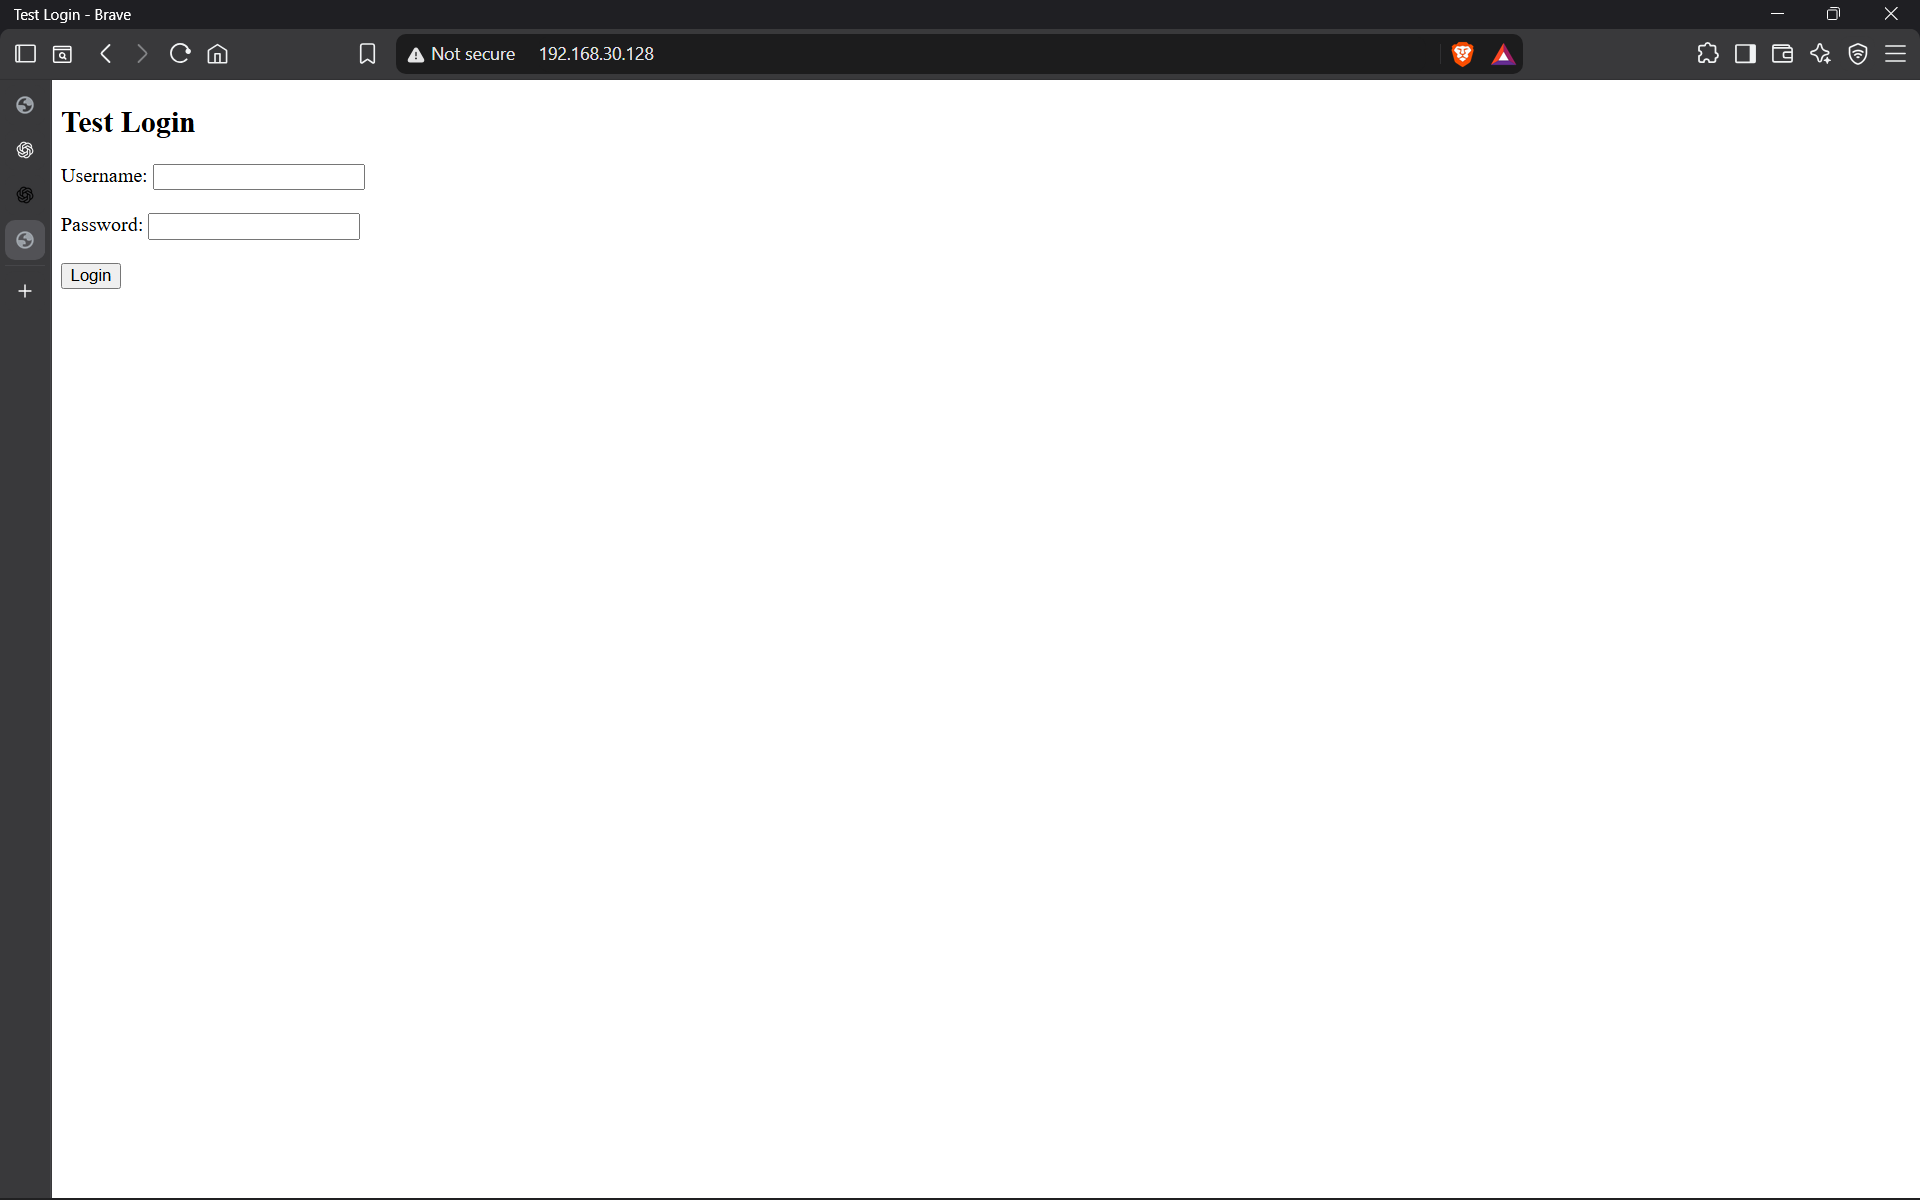 Test Login - Brave
Not secure 192.168.30.128
Test Login
Username:
Password:
Login